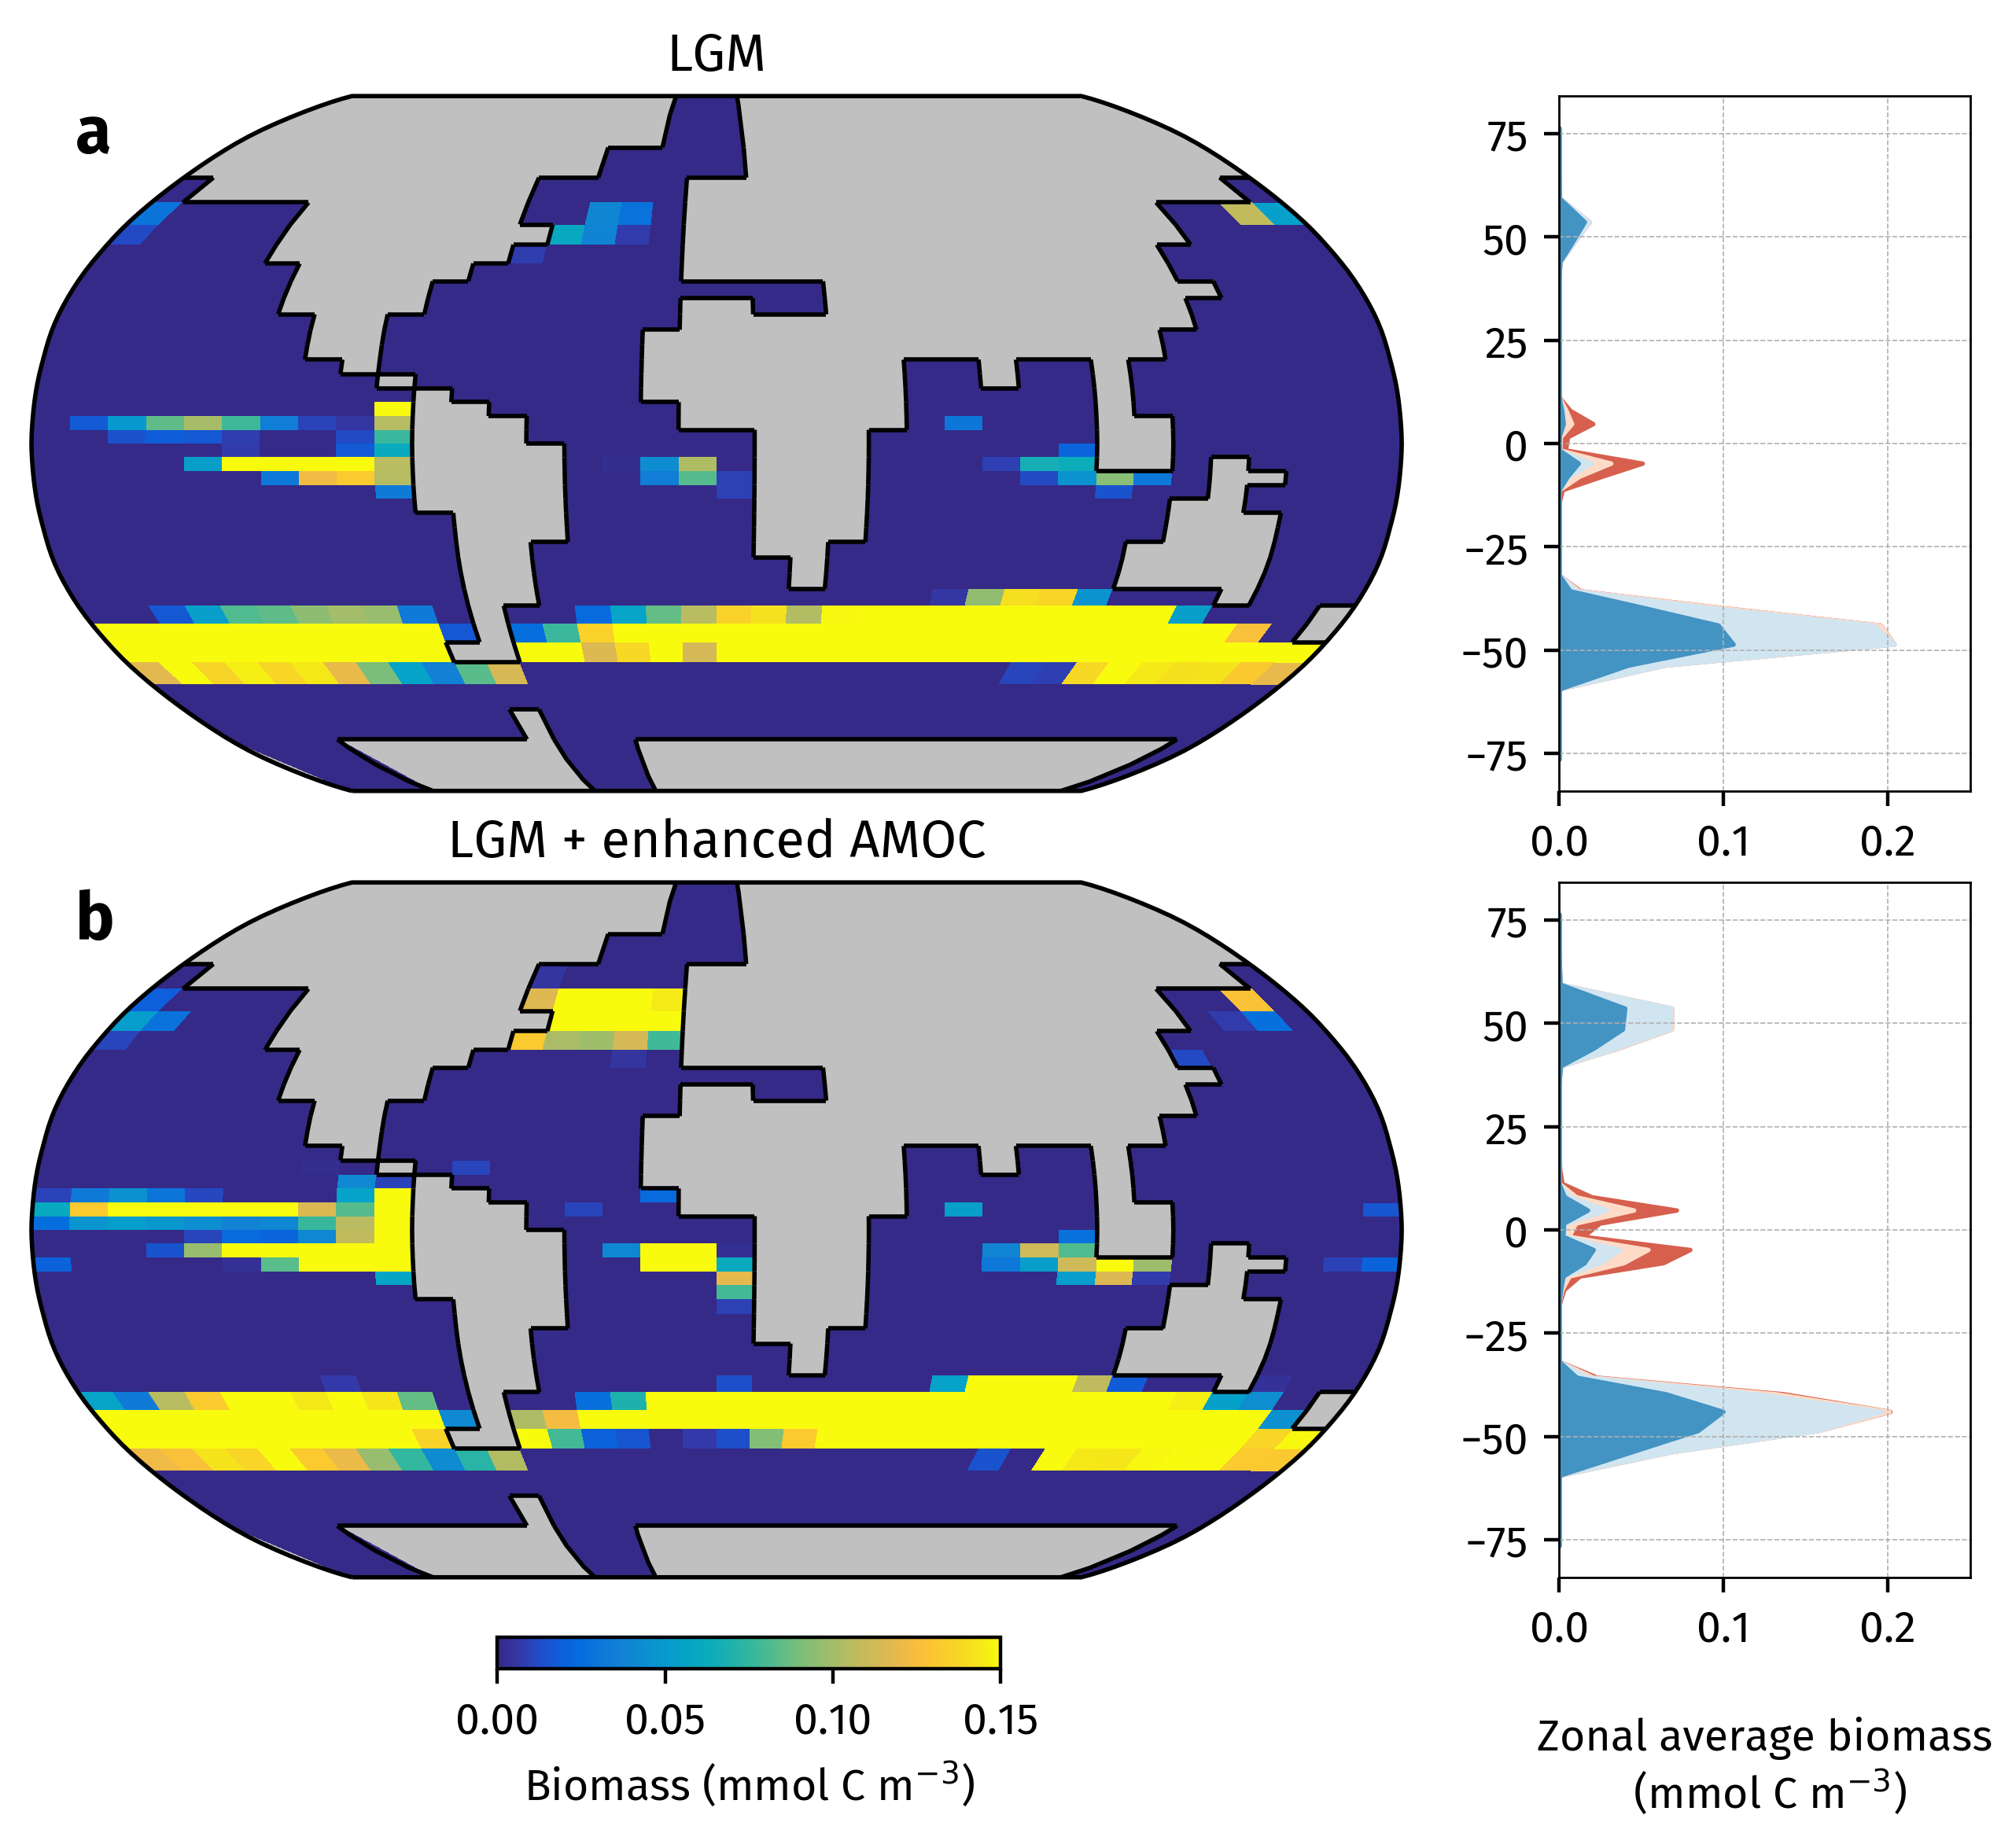 LGM
a
75
50
25
0
−25
−50
−75
0.0 0.1 0.2
LGM + enhanced AMOC
b
75
50
25
0
−25
−50
−75
0.0 0.1 0.2
0.00 0.05 0.10 0.15
Biomass (mmol C m⁻³)
Zonal average biomass
(mmol C m⁻³)